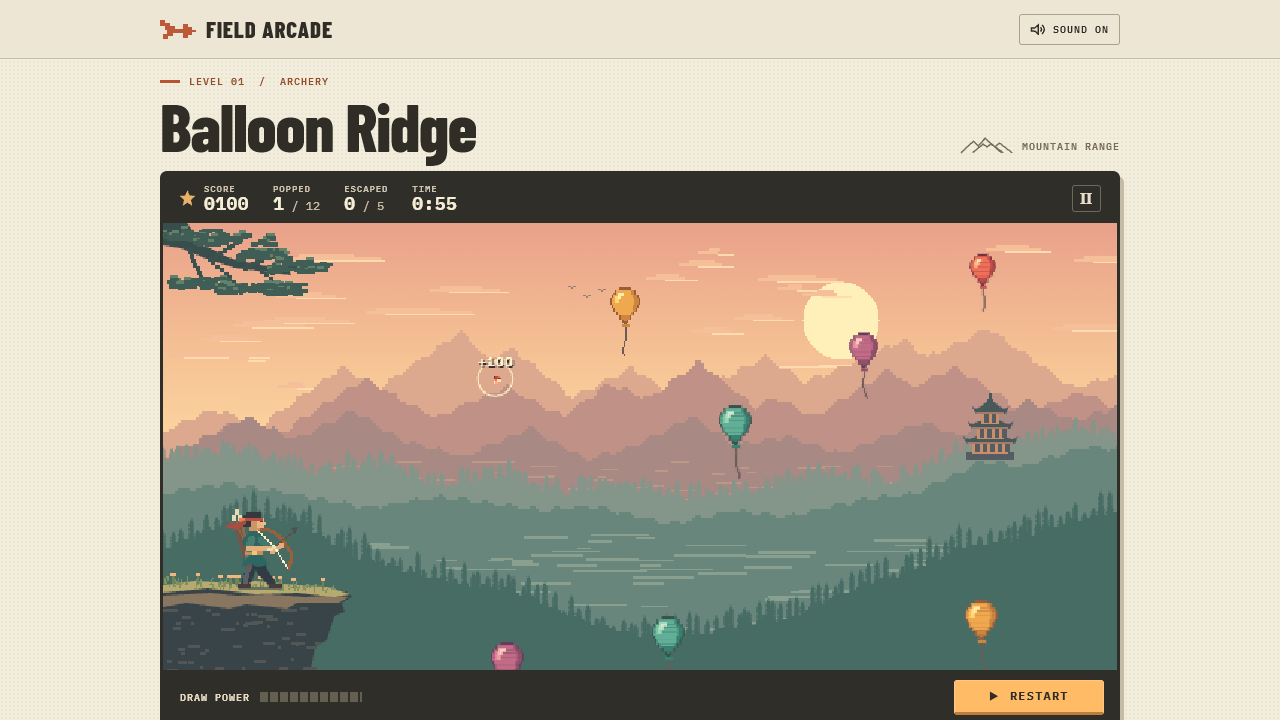 FIELD ARCADE
SOUND ON
LEVEL 01 / ARCHERY
Balloon Ridge
MOUNTAIN RANGE
SCORE
0100
POPPED
1 / 12
ESCAPED
0 / 5
TIME
0:55
+100
DRAW POWER
RESTART